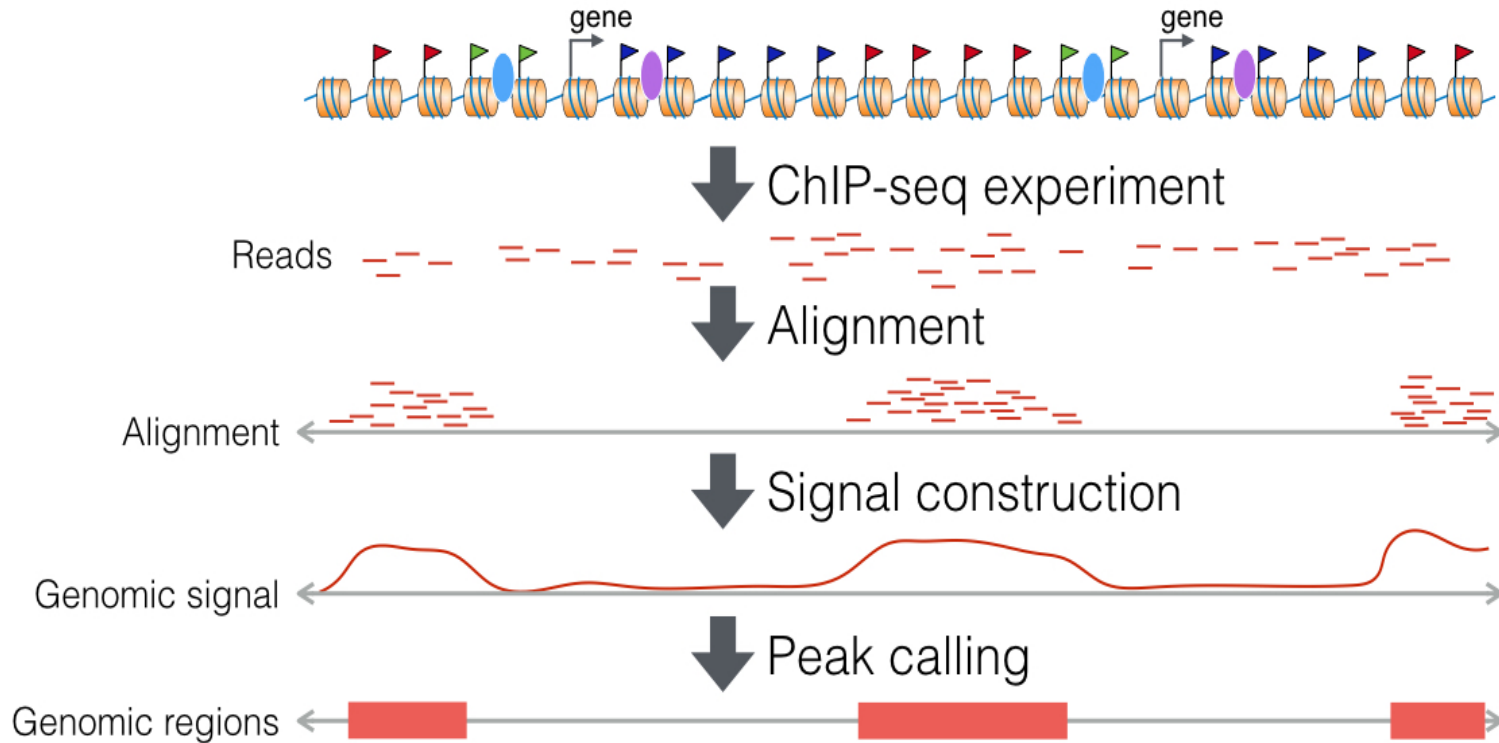 gene gene
ChIP-seq experiment
Reads
Alignment
Alignment
Signal construction
Genomic signal
Peak calling
Genomic regions